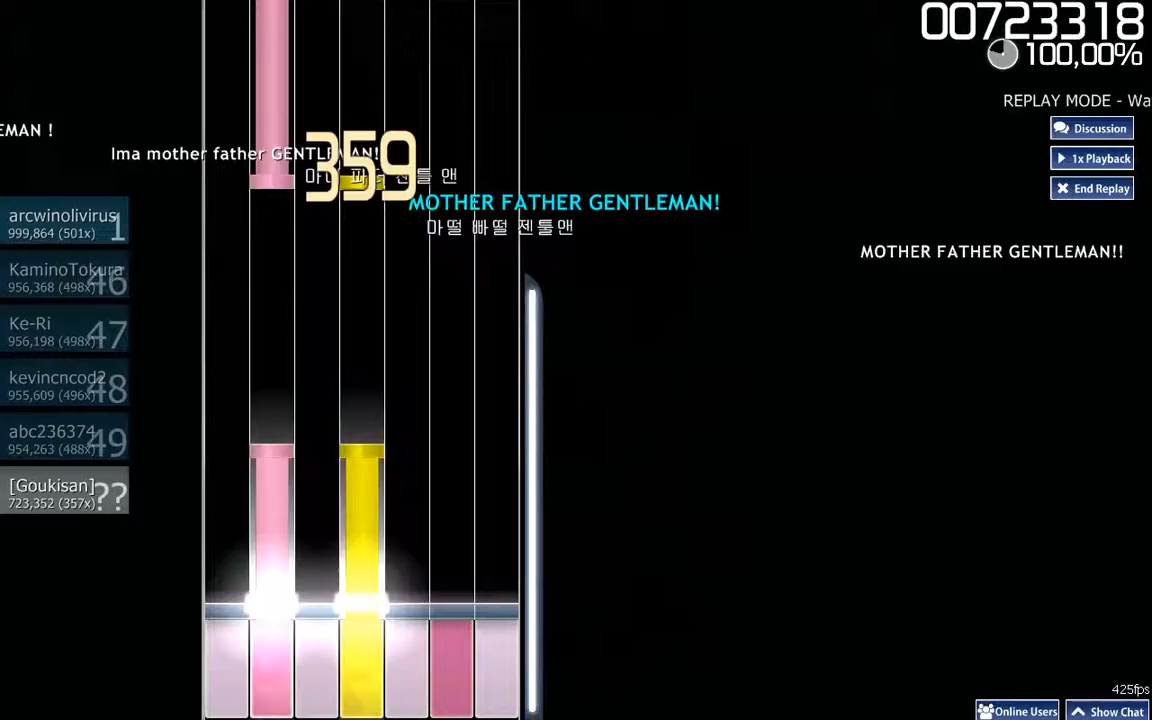 00723318
100,00%
REPLAY MODE - Wa
Discussion
1x Playback
End Replay
EMAN !
Ima mother father GENTLEMAN!
359
젠틀 맨
MOTHER FATHER GENTLEMAN!
마떨 빠떨 젠툴맨
MOTHER FATHER GENTLEMAN!!
arcwinolivirus
999,864 (501x) 1
KaminoTokura
956,368 (498x) 46
Ke-Ri
956,198 (498x) 47
kevincncod2
955,609 (496x) 48
abc236374
954,263 (488x) 49
[Goukisan]
723,352 (357x) ??
425fps
Online Users
Show Chat